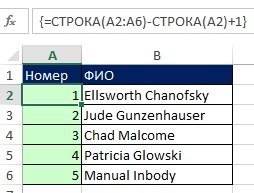 fx {=СТРОКА(A2:A6)-СТРОКА(A2)+1}
A B
1 Номер ФИО
2 1 Ellsworth Chanofsky
3 2 Jude Gunzenhauser
4 3 Chad Malcome
5 4 Patricia Glowski
6 5 Manual Inbody